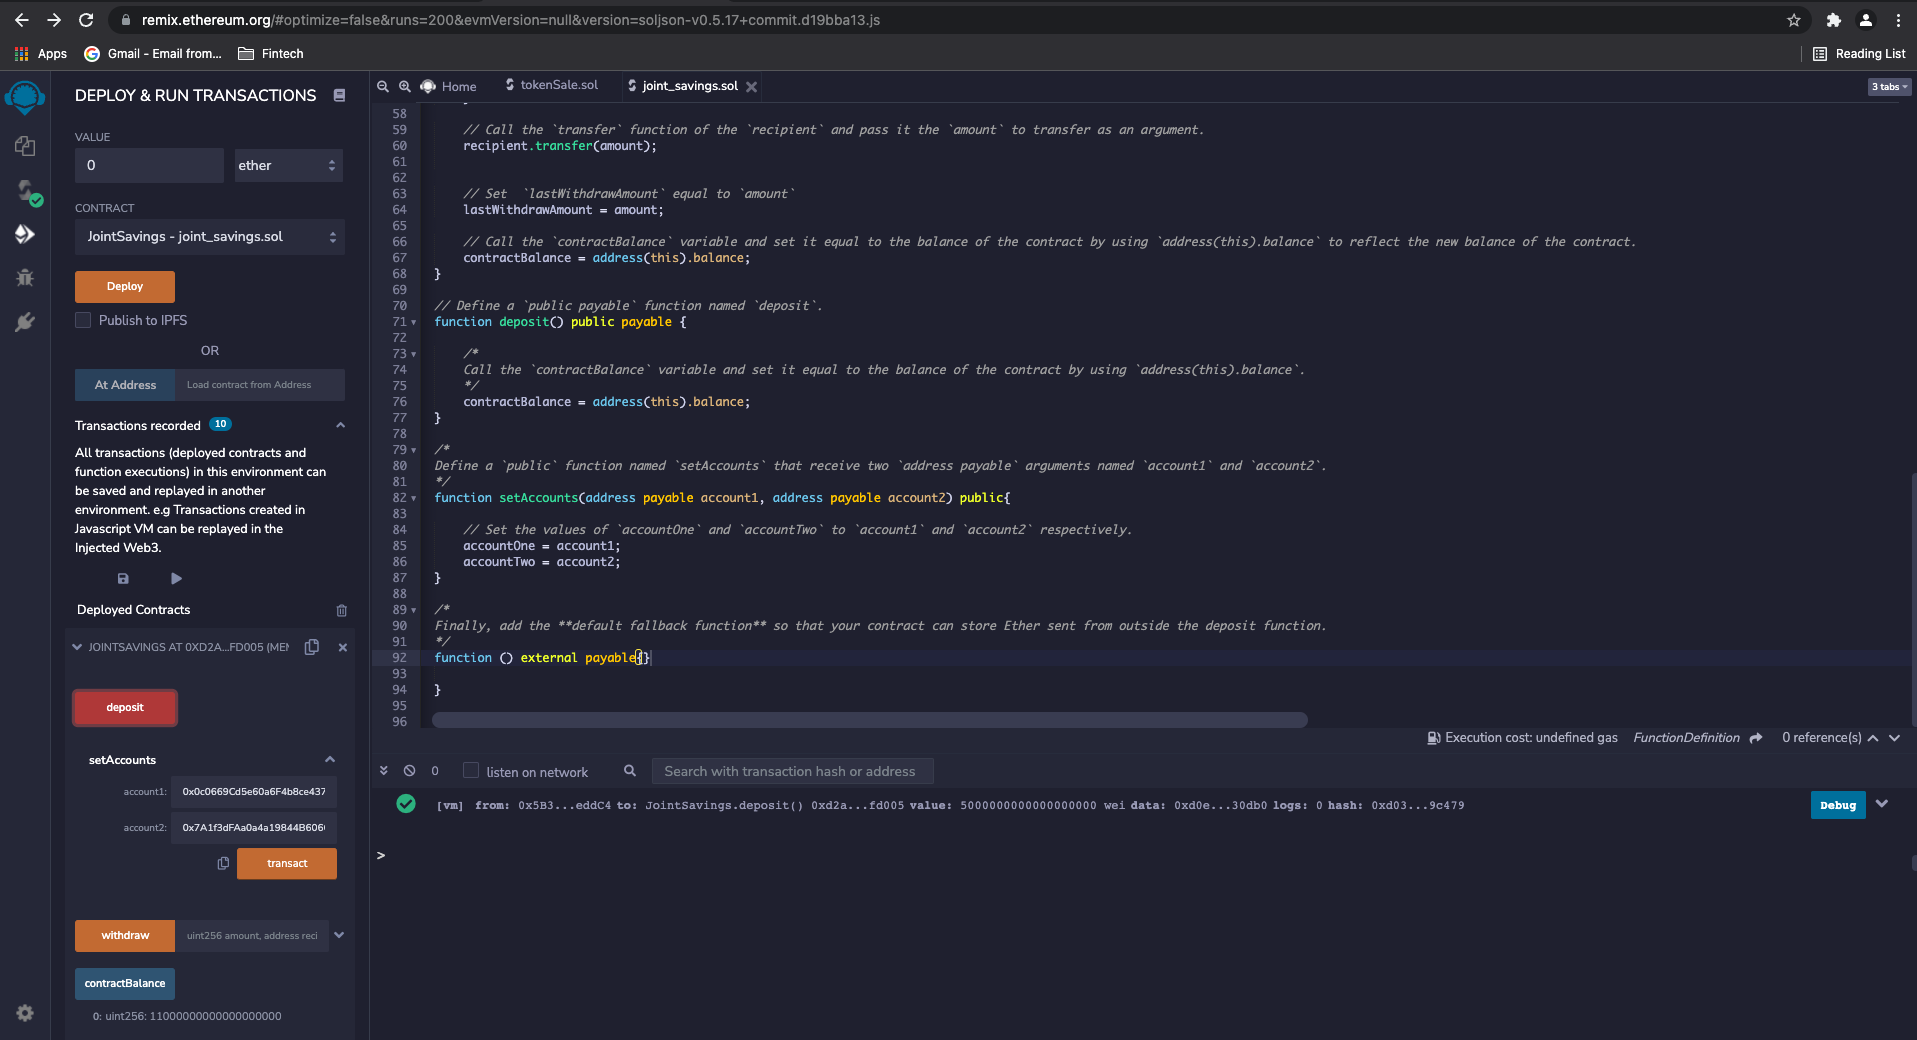 remix.ethereum.org/#optimize=false&runs=200&evmVersion=null&version=soljson-v0.5.17+commit.d19bba13.js
Apps
Gmail - Email from...
Fintech
Reading List
DEPLOY & RUN TRANSACTIONS
VALUE
0
ether
CONTRACT
JointSavings - joint_savings.sol
Deploy
Publish to IPFS
OR
At Address
Load contract from Address
Transactions recorded 10
All transactions (deployed contracts and
function executions) in this environment can
be saved and replayed in another
environment. e.g Transactions created in
Javascript VM can be replayed in the
Injected Web3.
Deployed Contracts
JOINTSAVINGS AT 0XD2A...FD005 (MEM
deposit
setAccounts
account1: 0x0c0669Cd5e60a6F4b8ce437
account2: 0x7A1f3dFAa0a4a19844B606
transact
withdraw
uint256 amount, address reci
contractBalance
0: uint256: 11000000000000000000
Home
tokenSale.sol
joint_savings.sol
3 tabs
58
59 // Call the `transfer` function of the `recipient` and pass it the `amount` to transfer as an argument.
60 recipient.transfer(amount);
61
62
63 // Set  `lastWithdrawAmount` equal to `amount`
64 lastWithdrawAmount = amount;
65
66 // Call the `contractBalance` variable and set it equal to the balance of the contract by using `address(this).balance` to reflect the new balance of the contract.
67 contractBalance = address(this).balance;
68 }
69
70 // Define a `public payable` function named `deposit`.
71 function deposit() public payable {
72
73 /*
74 Call the `contractBalance` variable and set it equal to the balance of the contract by using `address(this).balance`.
75 */
76 contractBalance = address(this).balance;
77 }
78
79 /*
80 Define a `public` function named `setAccounts` that receive two `address payable` arguments named `account1` and `account2`.
81 */
82 function setAccounts(address payable account1, address payable account2) public{
83
84 // Set the values of `accountOne` and `accountTwo` to `account1` and `account2` respectively.
85 accountOne = account1;
86 accountTwo = account2;
87 }
88
89 /*
90 Finally, add the **default fallback function** so that your contract can store Ether sent from outside the deposit function.
91 */
92 function () external payable{}
93
94 }
95
96
Execution cost: undefined gas
FunctionDefinition
0 reference(s)
0
listen on network
Search with transaction hash or address
[vm] from: 0x5B3...eddC4 to: JointSavings.deposit() 0xd2a...fd005 value: 5000000000000000000 wei data: 0xd0e...30db0 logs: 0 hash: 0xd03...9c479
Debug
>